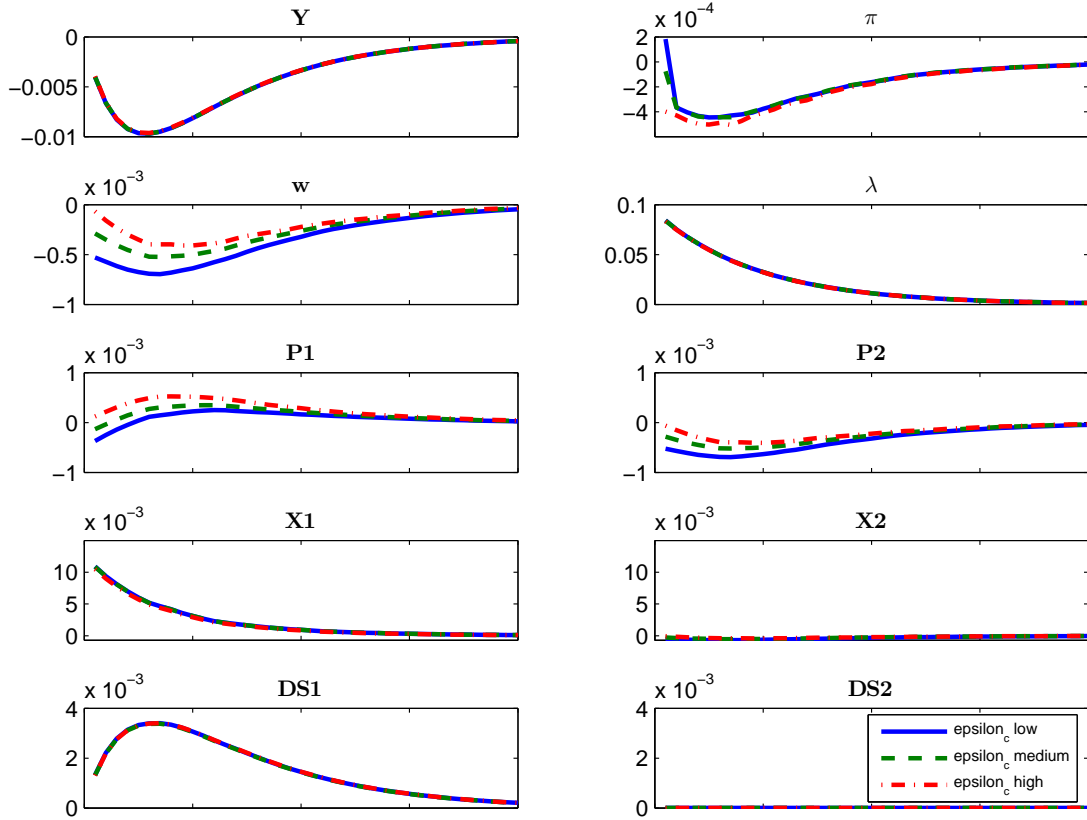 Y
0
−0.005
−0.01
π
x 10⁻⁴
2
0
−2
−4
w
x 10⁻³
0
−0.5
−1
λ
0.1
0.05
0
P1
x 10⁻³
1
0
−1
P2
x 10⁻³
1
0
−1
X1
x 10⁻³
10
5
0
X2
x 10⁻³
10
5
0
DS1
x 10⁻³
4
2
0
DS2
x 10⁻³
4
2
0
epsilon_c low
epsilon_c medium
epsilon_c high